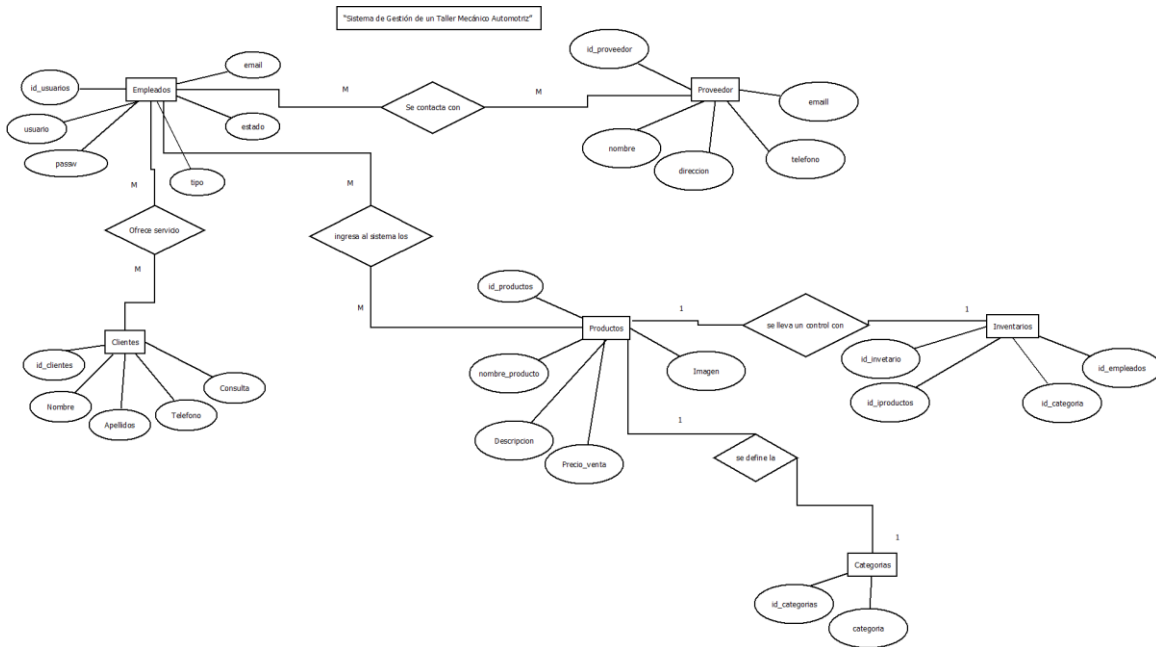 "Sistema de Gestión de un Taller Mecánico Automotriz"
id_proveedor
email
id_usuarios
Empleados
M
Se contacta con
M
Proveedor
emaill
usuario
estado
nombre
telefono
passw
direccion
tipo
M
M
Ofrece servicio
ingresa al sistema los
M
id_productos
M
1
se lleva un control con
1
Productos
Inventarios
Clientes
id_clientes
id_invetario
id_empleados
nombre_producto
Imagen
Consulta
Nombre
id_iproductos
id_categoria
Telefono
Apellidos
1
Descripcion
se define la
Precio_venta
1
Categorias
id_categorias
categoria